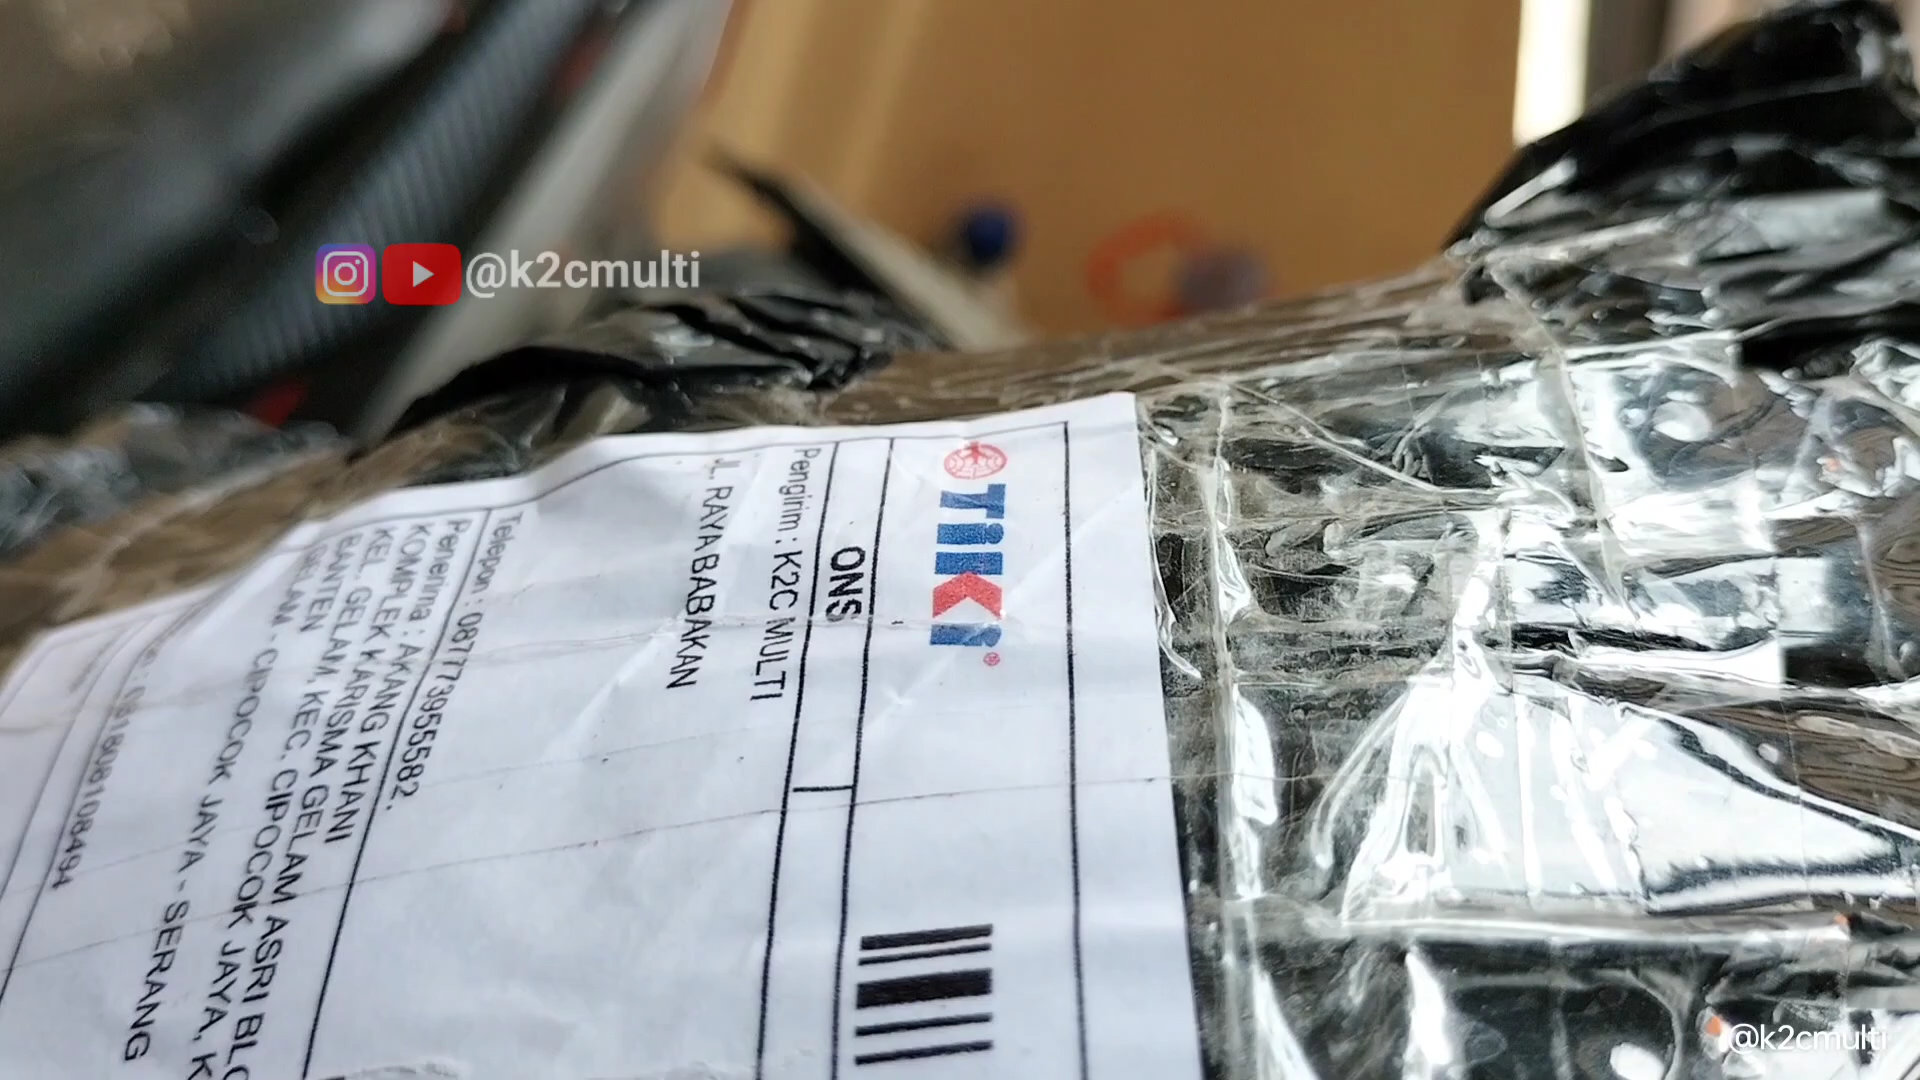 @k2cmulti
TiKi®
ONS
Pengirim : K2C MULTI
JL. RAYA BABAKAN
Telepon : 087773955582.
Penerima : AKANG KHANI
KOMPLEK KARISMA GELAM ASRI BLO
KEL. GELAM, KEC. CIPOCOK JAYA, K
BANTEN
GELAM - CIPOCOK JAYA - SERANG
: 081808108494
@k2cmulti